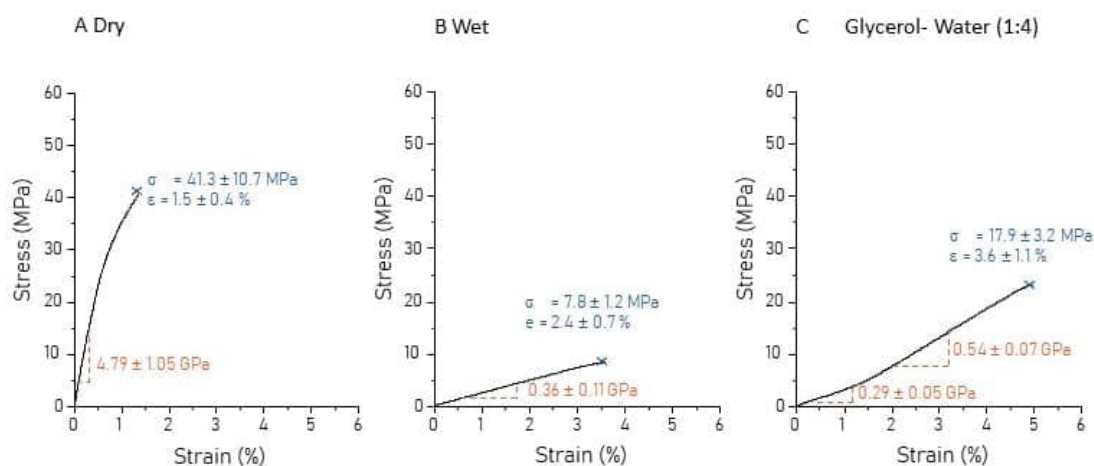 A Dry
60
50
40
30
20
10
0
0
1
2
3
4
5
6
Stress (MPa)
Strain (%)
σ = 41.3 ± 10.7 MPa
ε = 1.5 ± 0.4 %
4.79 ± 1.05 GPa
B Wet
60
50
40
30
20
10
0
0
1
2
3
4
5
6
Stress (MPa)
Strain (%)
σ = 7.8 ± 1.2 MPa
e = 2.4 ± 0.7 %
0.36 ± 0.11 GPa
C Glycerol- Water (1:4)
60
50
40
30
20
10
0
0
1
2
3
4
5
6
Stress (MPa)
Strain (%)
σ = 17.9 ± 3.2 MPa
ε = 3.6 ± 1.1 %
0.54 ± 0.07 GPa
0.29 ± 0.05 GPa